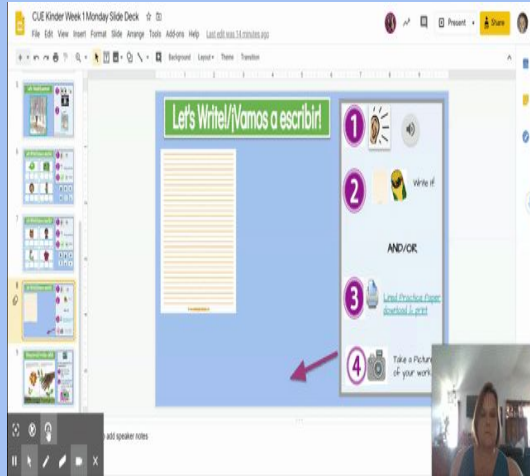 CUE Kinder Week 1 Monday Slide Deck
File Edit View Insert Format Slide Arrange Tools Add-ons Help Last edit was 14 minutes ago
Present
Share
Background Layout Theme Transition
Let's Write!/¡Vamos a escribir!
1
2
Write it!
AND/OR
3
Lined Practice Paper
download & print
4
Take a Picture
of your work
add speaker notes